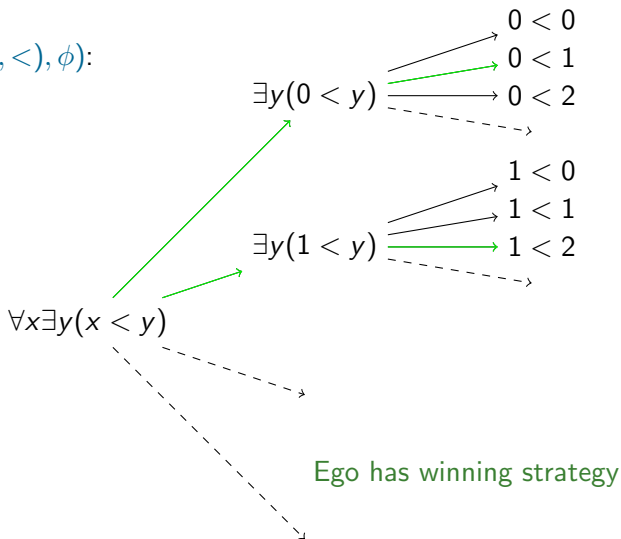 , <), ϕ):
0 < 0
0 < 1
∃y(0 < y)
0 < 2
1 < 0
1 < 1
∃y(1 < y)
1 < 2
∀x∃y(x < y)
Ego has winning strategy